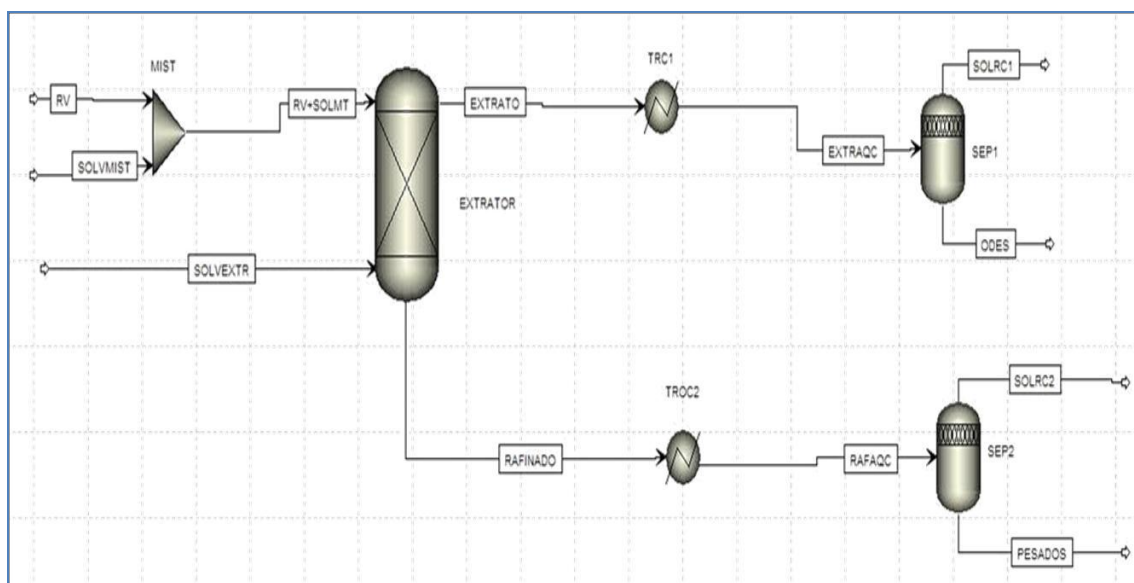 MIST
RV
SOLVMIST
RV+SOLMT
SOLVEXTR
EXTRATOR
EXTRATO
TRC1
EXTRAQC
SOLRC1
SEP1
ODES
RAFINADO
TROC2
RAFAQC
SOLRC2
SEP2
PESADOS